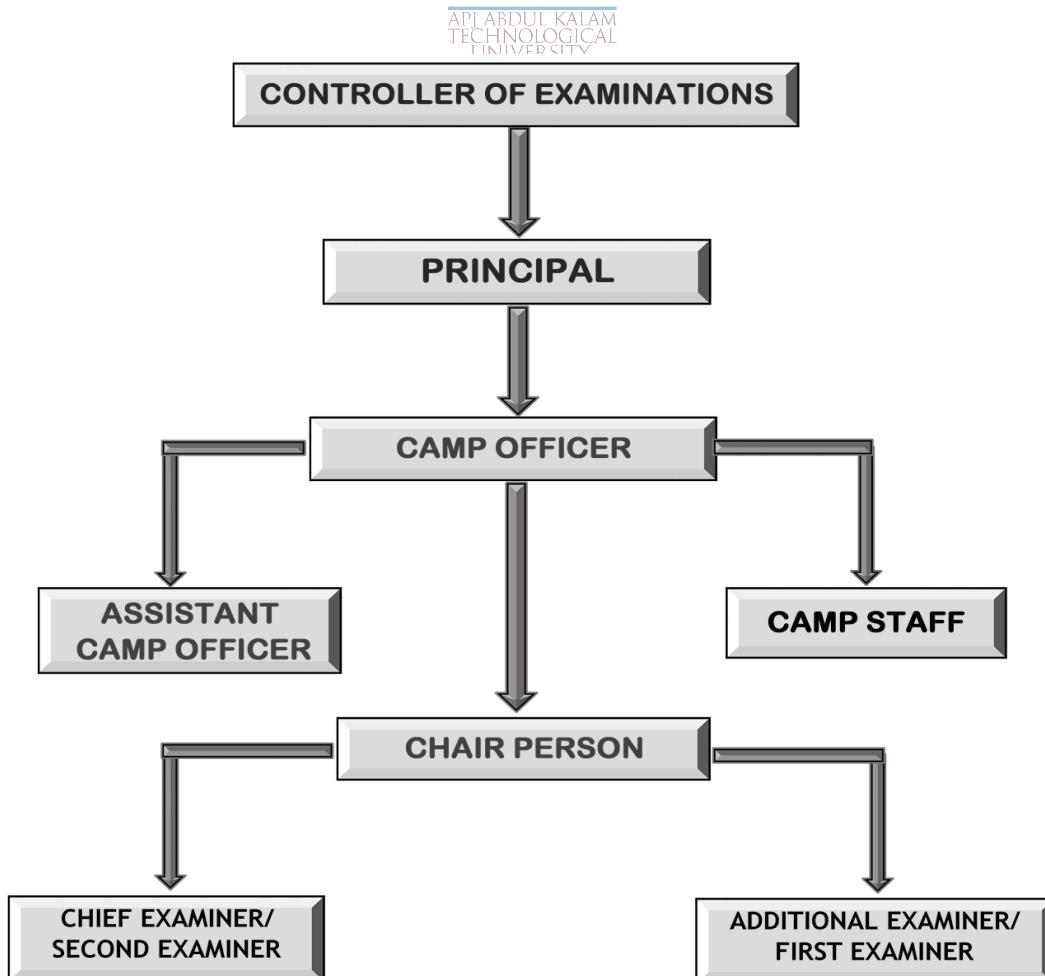 APJ ABDUL KALAM
TECHNOLOGICAL
UNIVERSITY
CONTROLLER OF EXAMINATIONS
PRINCIPAL
CAMP OFFICER
ASSISTANT
CAMP OFFICER
CAMP STAFF
CHAIR PERSON
CHIEF EXAMINER/
SECOND EXAMINER
ADDITIONAL EXAMINER/
FIRST EXAMINER